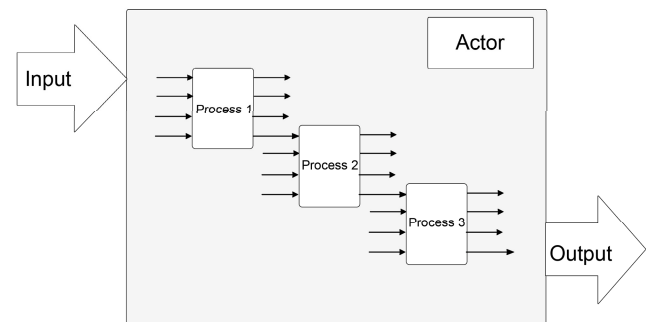 Actor
Input
Process 1
Process 2
Process 3
Output